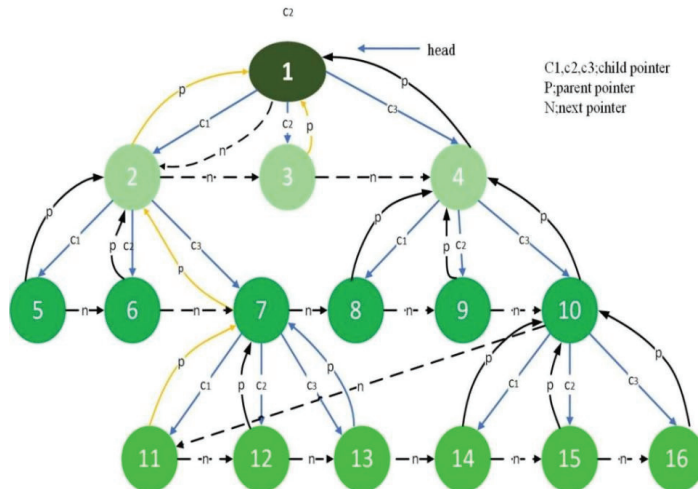 C2
head
C1,c2,c3;child pointer
P;parent pointer
N;next pointer
1
p
C1
n
C2
p
C3
p
2
n
3
n
4
p
C1
p
C2
C3
p
p
C1
p
C2
C3
p
5
n
6
n
7
n
8
n
9
n
10
p
C1
p
C2
C3
p
n
p
C1
p
C2
C3
p
11
n
12
n
13
n
14
n
15
n
16